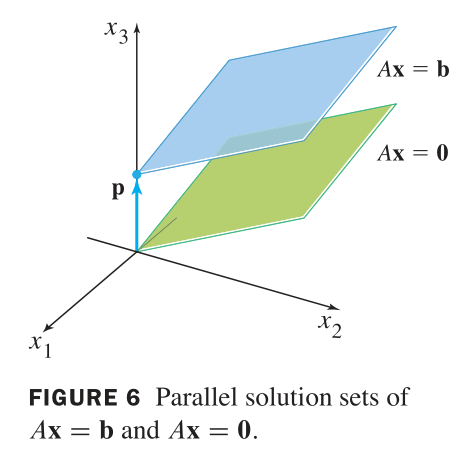 x₃
Ax = b
Ax = 0
p
x₂
x₁
FIGURE 6 Parallel solution sets of
Ax = b and Ax = 0.